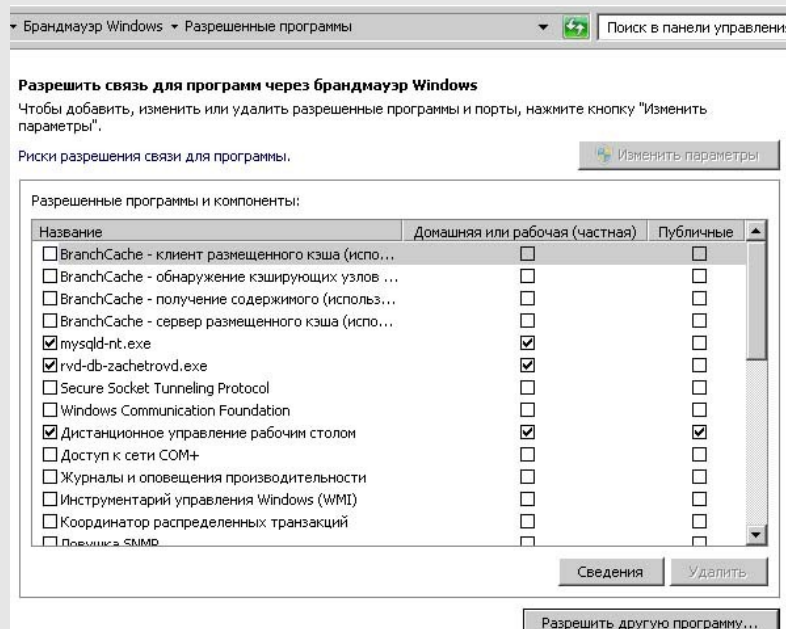 Брандмауэр Windows Разрешенные программы
Поиск в панели управления
Разрешить связь для программ через брандмауэр Windows
Чтобы добавить, изменить или удалить разрешенные программы и порты, нажмите кнопку "Изменить
параметры".
Риски разрешения связи для программы.
Изменить параметры
Разрешенные программы и компоненты:
Название Домашняя или рабочая (частная) Публичные
BranchCache - клиент размещенного кэша (испо...
BranchCache - обнаружение кэширующих узлов ...
BranchCache - получение содержимого (использ...
BranchCache - сервер размещенного кэша (испо...
mysqld-nt.exe
rvd-db-zachetrovd.exe
Secure Socket Tunneling Protocol
Windows Communication Foundation
Дистанционное управление рабочим столом
Доступ к сети COM+
Журналы и оповещения производительности
Инструментарий управления Windows (WMI)
Координатор распределенных транзакций
Ловушка SNMP
Сведения Удалить
Разрешить другую программу...